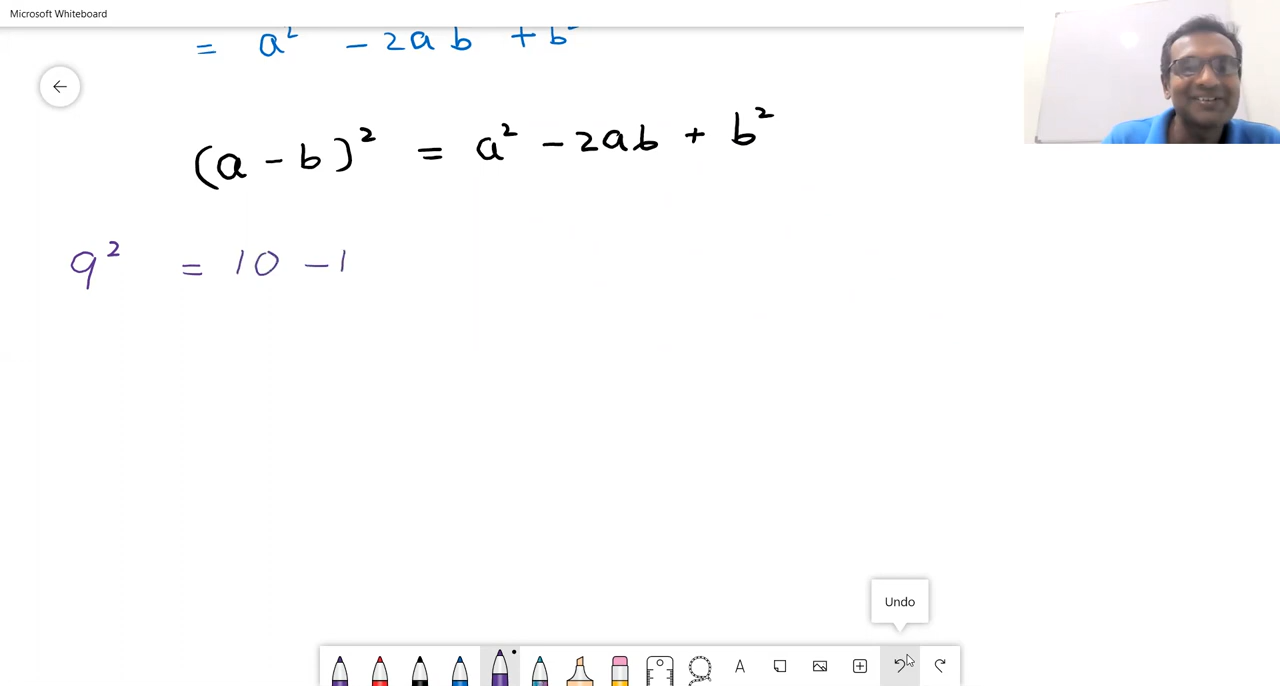 Microsoft Whiteboard
= a² - 2ab + b²
(a - b)² = a² - 2ab + b²
9² = 10 - 1
Undo
A